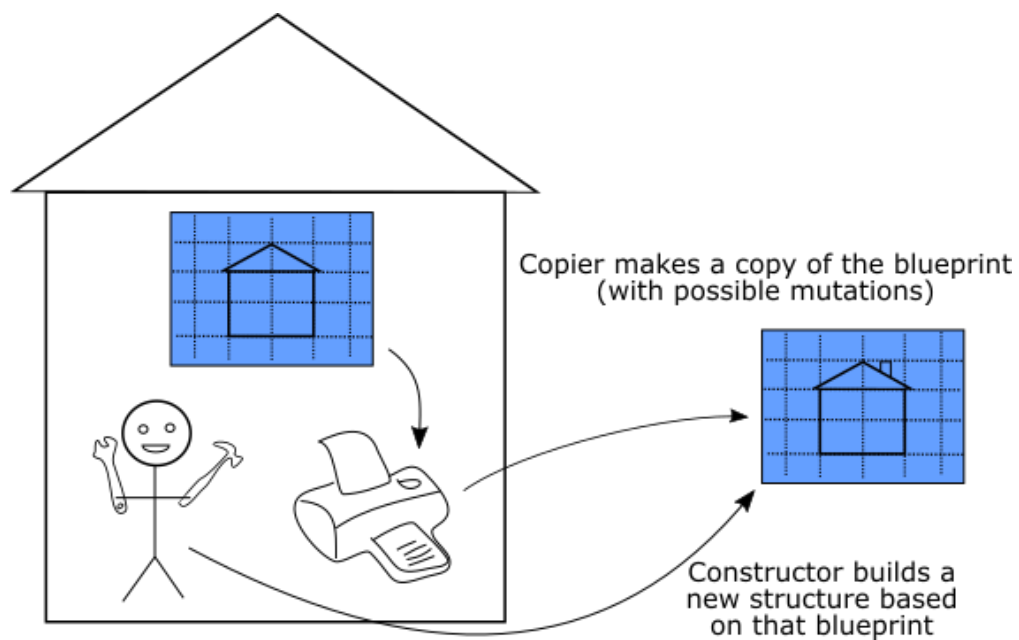 Copier makes a copy of the blueprint
(with possible mutations)
Constructor builds a
new structure based
on that blueprint